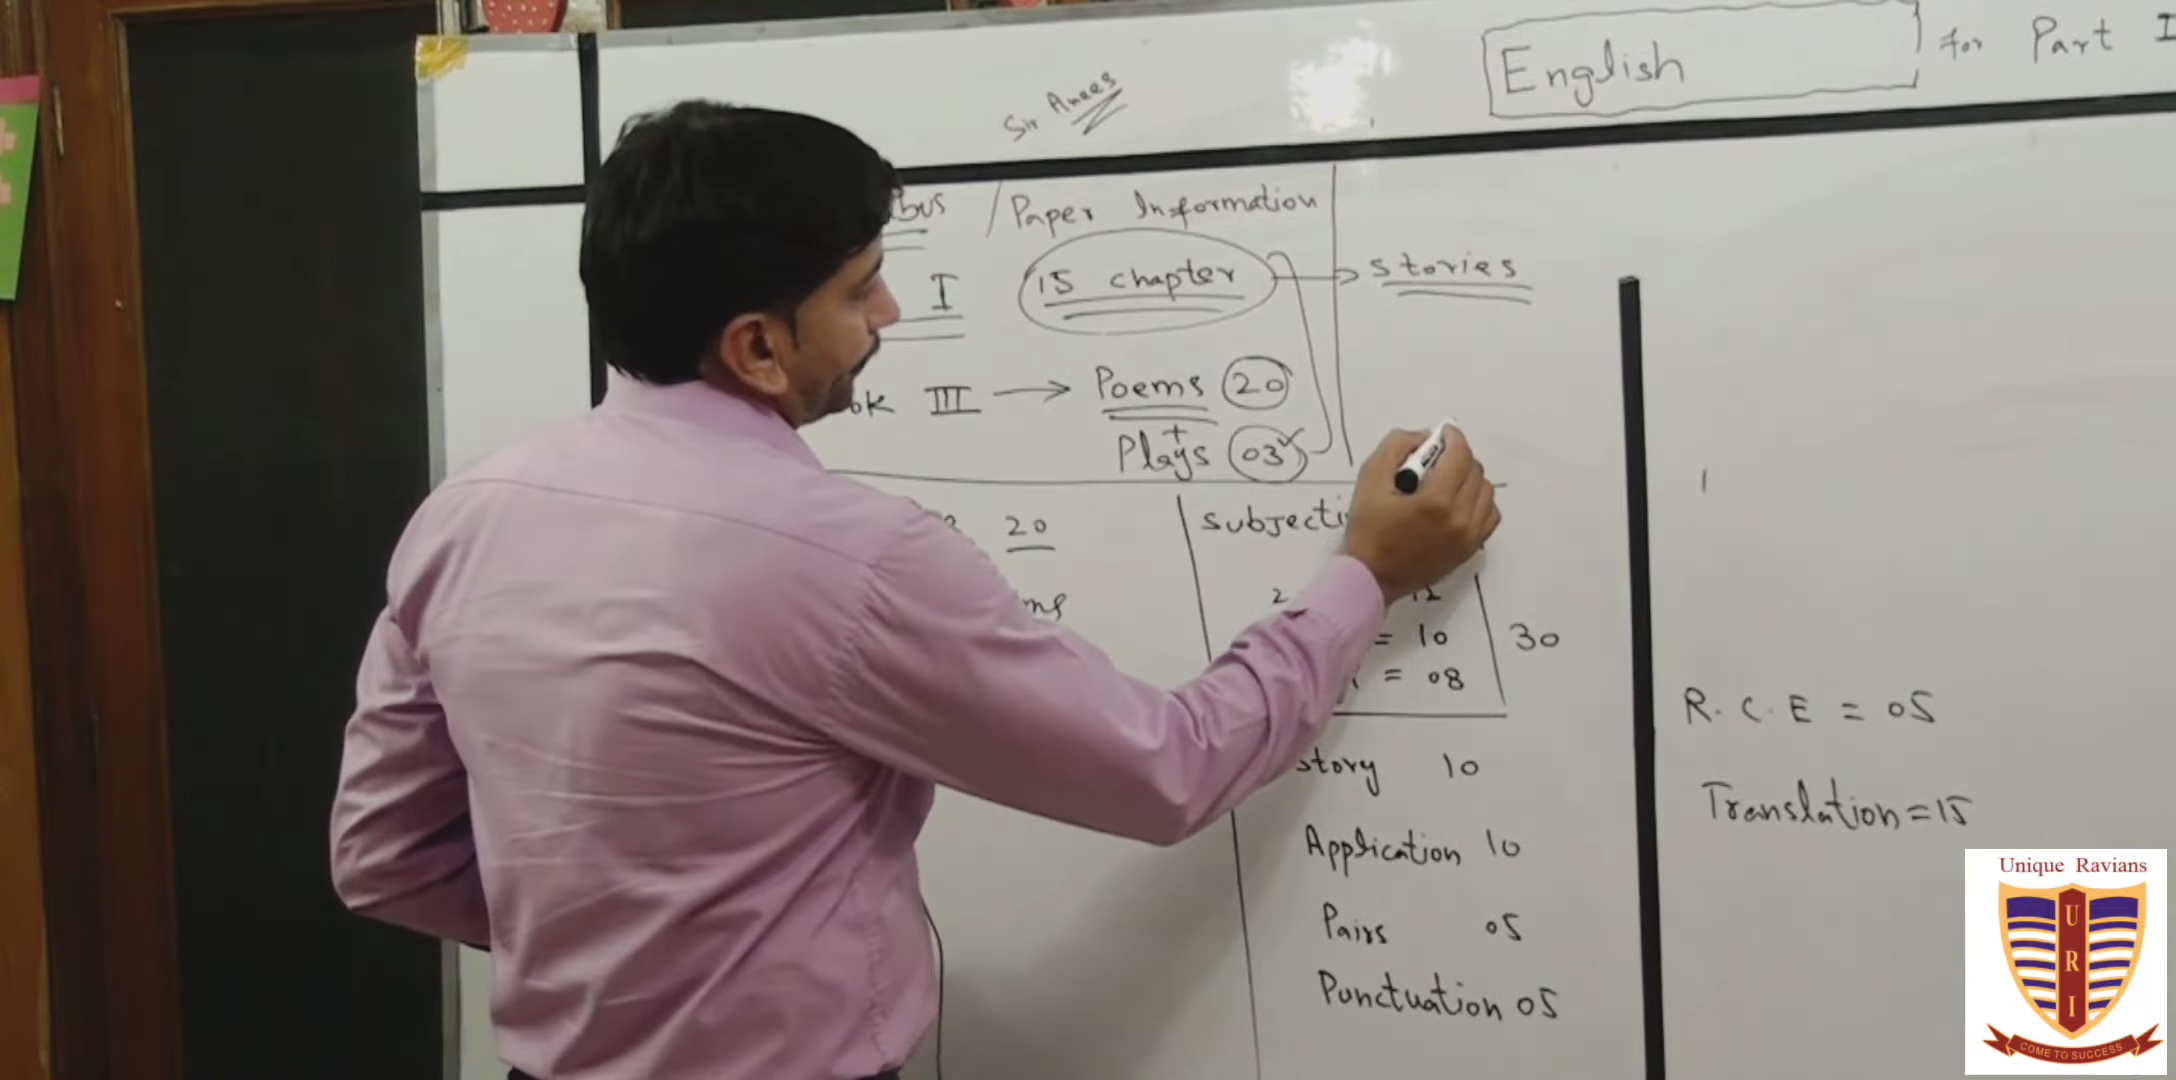 English for Part I
Sir Anees
/ Paper Information
I 15 chapter → stories
III → Poems 20
+
Plays 03
20
= 10
30
= 08
story 10
Application 10
Pairs 05
Punctuation 05
R. C. E = 05
Translation = 15
Unique Ravians
U
R
I
COME TO SUCCESS